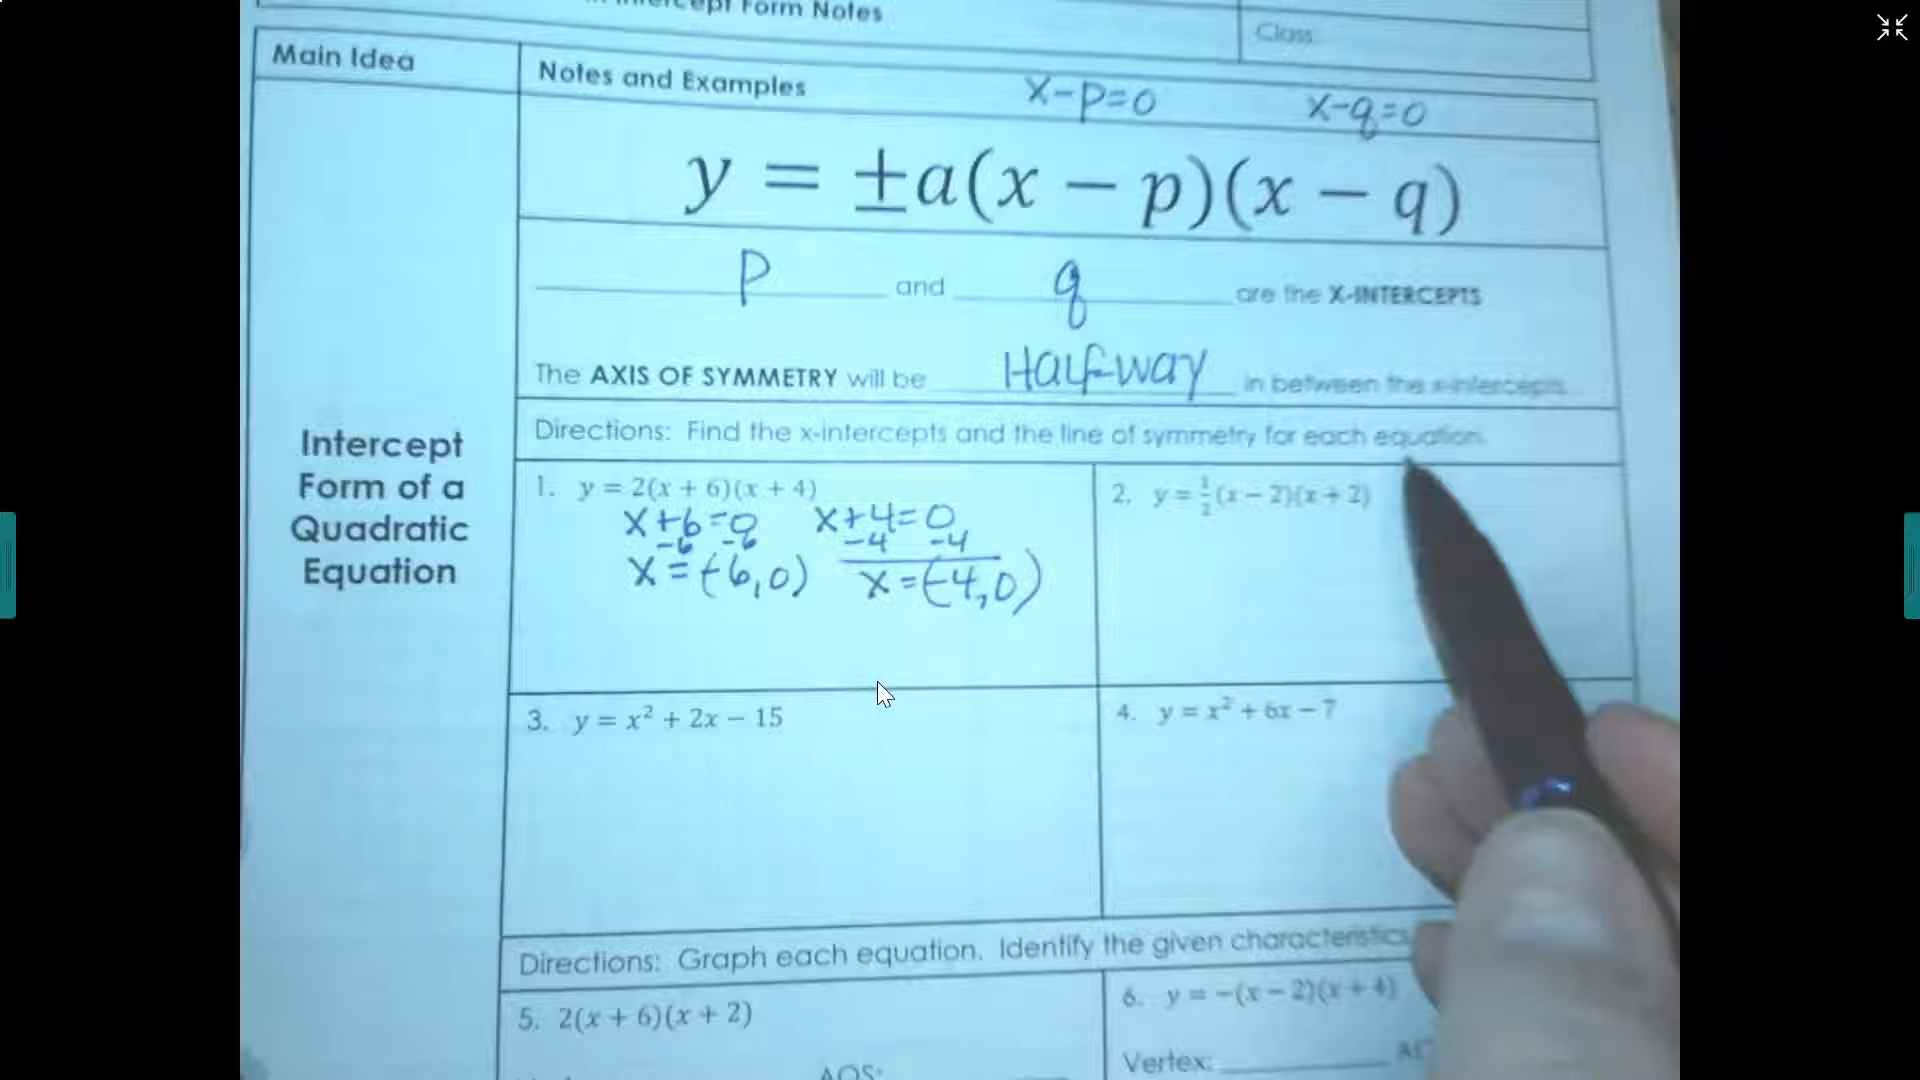 Intercept Form Notes
Class:
Main Idea
Notes and Examples
x-p=0
x-q=0
y = ±a(x − p)(x − q)
p and q are the X-INTERCEPTS
The AXIS OF SYMMETRY will be Halfway in between the x-intercepts.
Intercept
Form of a
Quadratic
Equation
Directions: Find the x-intercepts and the line of symmetry for each equation.
1. y = 2(x + 6)(x + 4)
x+6=0 x+4=0
-6 -6 -4 -4
x=(-6,0) x=(-4,0)
2. y = 1/2(x − 2)(x + 2)
3. y = x² + 2x − 15
4. y = x² + 6x − 7
Directions: Graph each equation. Identify the given characteristics
5. 2(x + 6)(x + 2)
AOS:
6. y = −(x − 2)(x + 4)
Vertex: